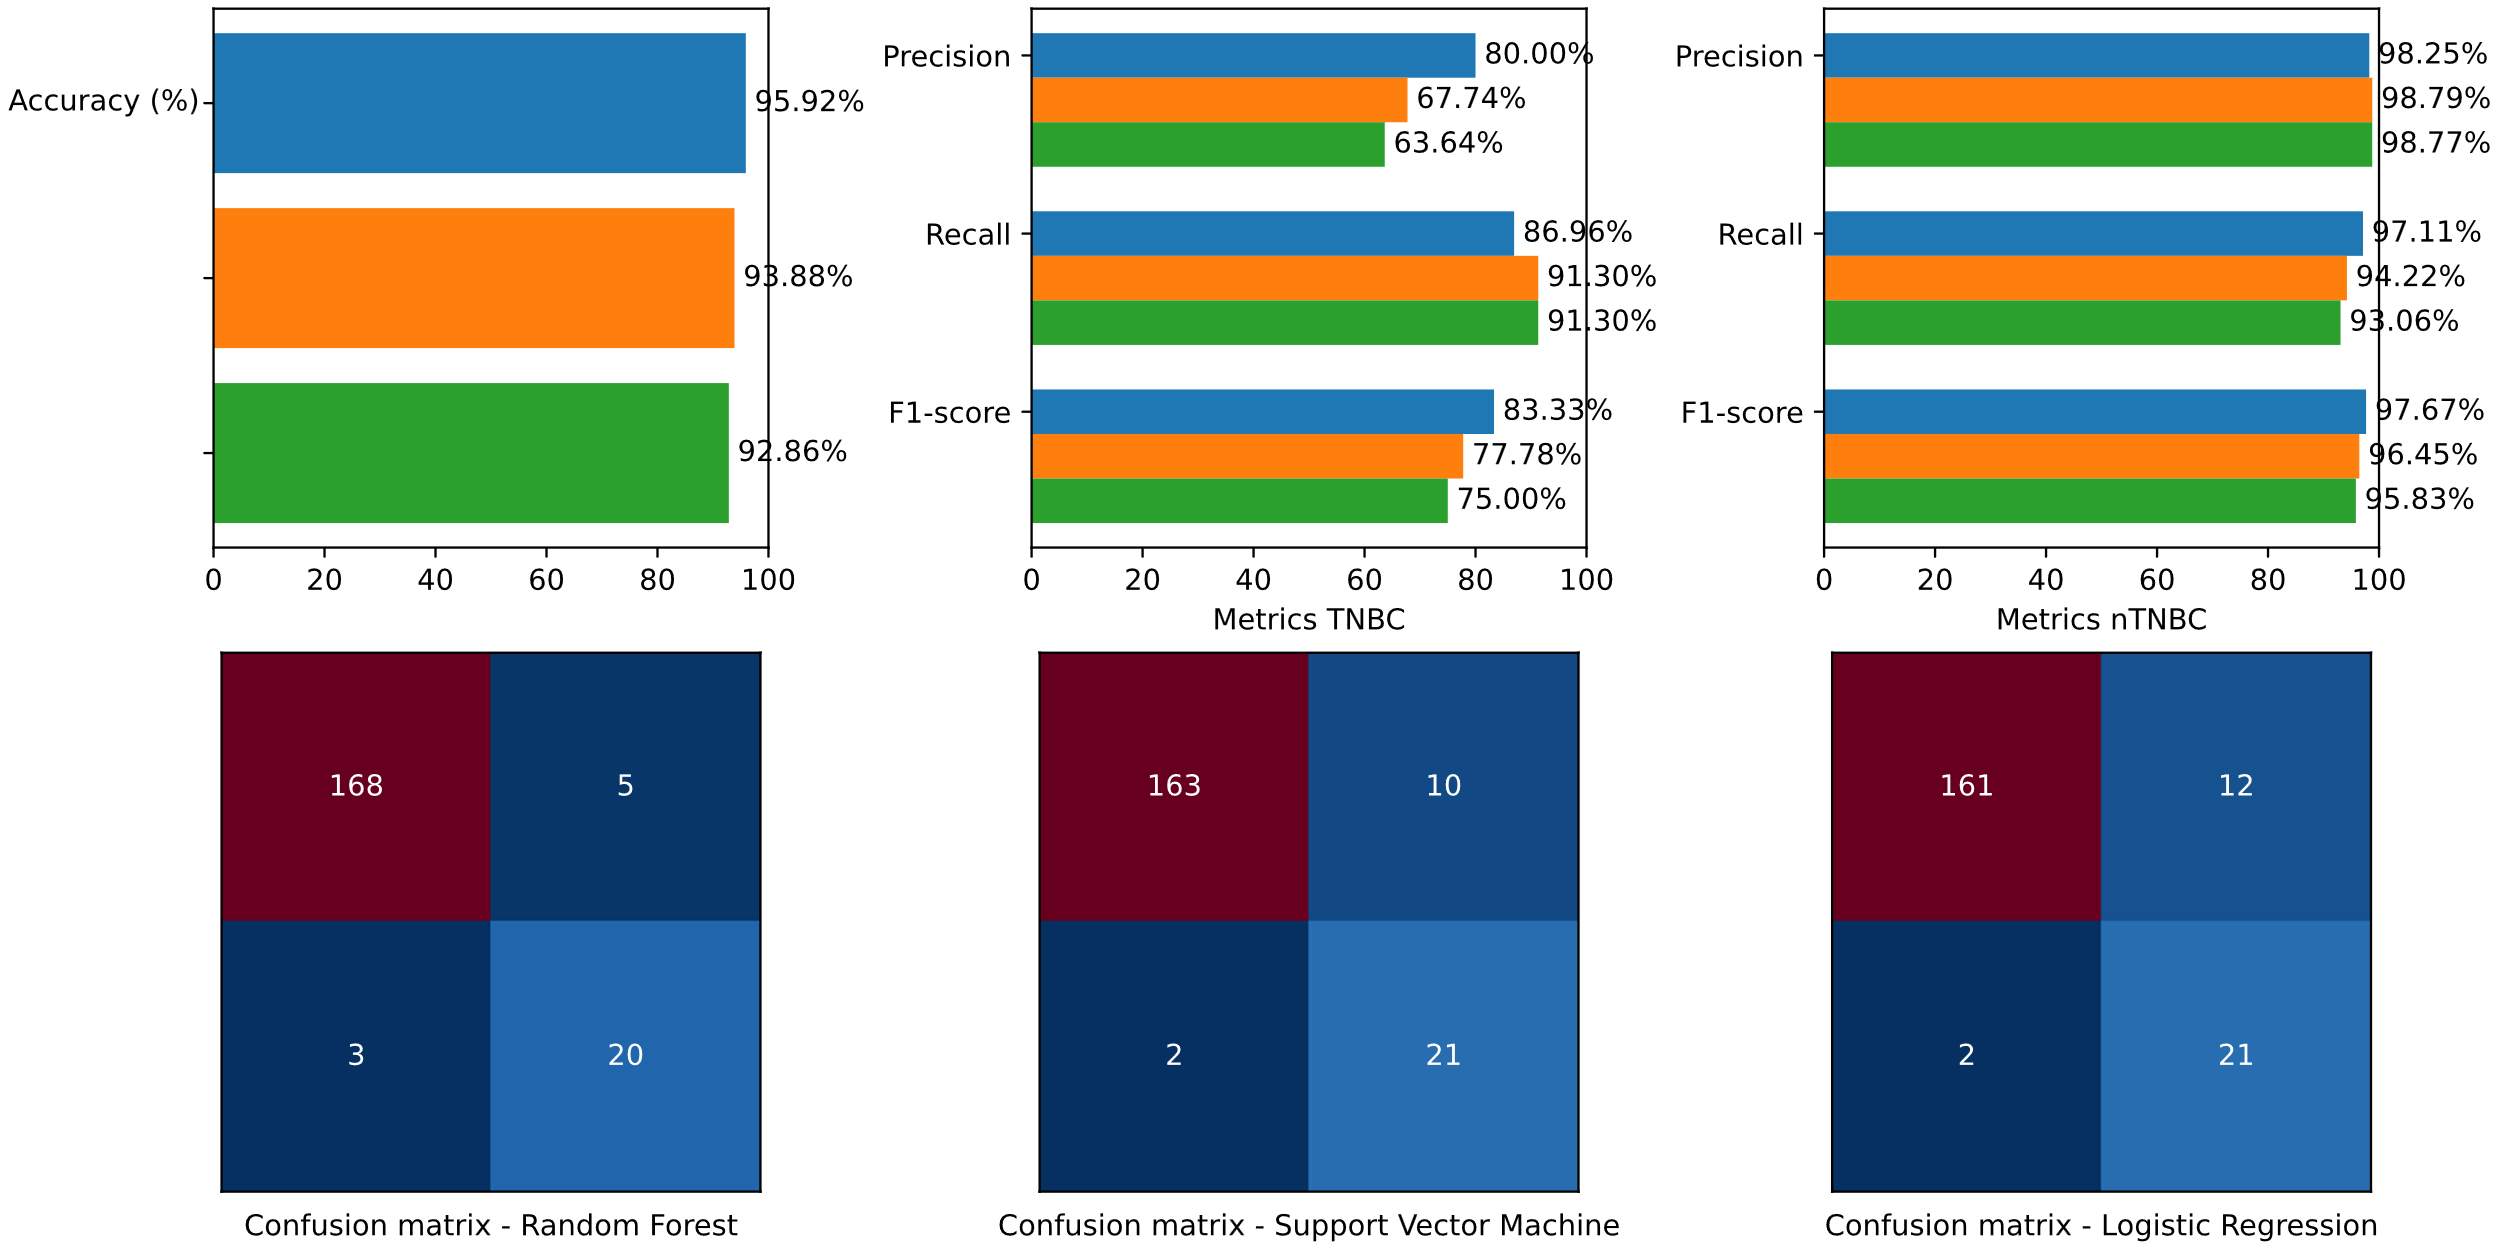 Accuracy (%)
95.92%
93.88%
92.86%
0 20 40 60 80 100
Precision
80.00%
67.74%
63.64%
Recall
86.96%
91.30%
91.30%
F1-score
83.33%
77.78%
75.00%
0 20 40 60 80 100
Metrics TNBC
Precision
98.25%
98.79%
98.77%
Recall
97.11%
94.22%
93.06%
F1-score
97.67%
96.45%
95.83%
0 20 40 60 80 100
Metrics nTNBC
168 5
3 20
Confusion matrix - Random Forest
163 10
2 21
Confusion matrix - Support Vector Machine
161 12
2 21
Confusion matrix - Logistic Regression